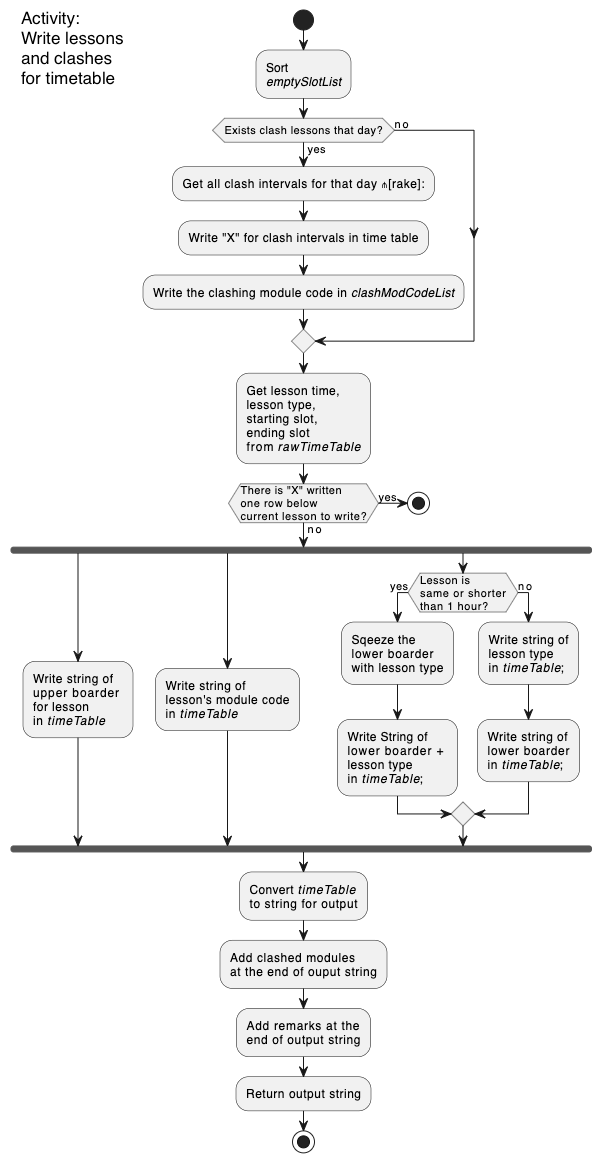 Activity:
Write lessons
and clashes
for timetable
Sort
emptySlotList
Exists clash lessons that day?
no
yes
Get all clash intervals for that day ⋔[rake]:
Write "X" for clash intervals in time table
Write the clashing module code in clashModCodeList
Get lesson time,
lesson type,
starting slot,
ending slot
from rawTimeTable
There is "X" written
one row below
current lesson to write?
yes
no
Lesson is
same or shorter
than 1 hour?
yes
no
Write string of
upper boarder
for lesson
in timeTable
Write string of
lesson's module code
in timeTable
Sqeeze the
lower boarder
with lesson type
Write string of
lesson type
in timeTable;
Write String of
lower boarder +
lesson type
in timeTable;
Write string of
lower boarder
in timeTable;
Convert timeTable
to string for output
Add clashed modules
at the end of ouput string
Add remarks at the
end of output string
Return output string